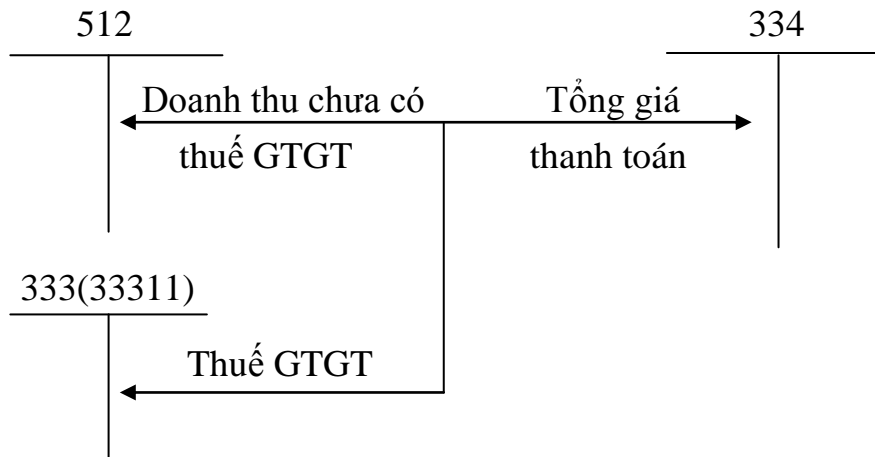 512
334
Doanh thu chưa có
thuế GTGT
Tổng giá
thanh toán
333(33311)
Thuế GTGT